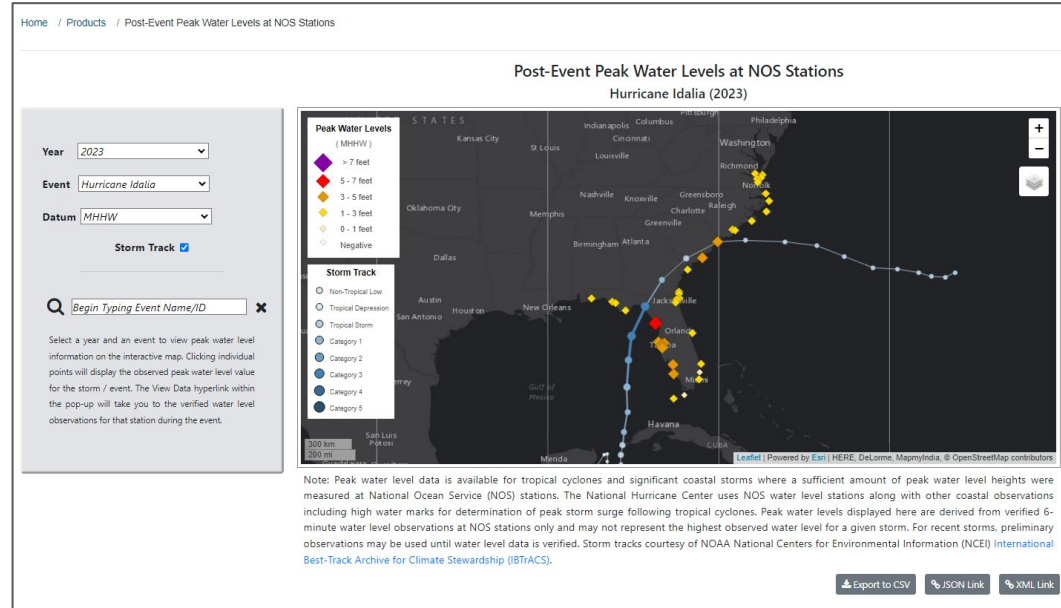 Home / Products / Post-Event Peak Water Levels at NOS Stations
Post-Event Peak Water Levels at NOS Stations
Hurricane Idalia (2023)
Year 2023
Event Hurricane Idalia
Datum MHHW
Storm Track
Begin Typing Event Name/ID
Select a year and an event to view peak water level
information on the interactive map. Clicking individual
points will display the observed peak water level value
for the storm / event. The View Data hyperlink within
the pop-up will take you to the verified water level
observations for that station during the event.
Peak Water Levels
( MHHW )
> 7 feet
5 - 7 feet
3 - 5 feet
1 - 3 feet
0 - 1 feet
Negative
Storm Track
Non-Tropical Low
Tropical Depression
Tropical Storm
Category 1
Category 2
Category 3
Category 4
Category 5
STATES
Kansas City
St Louis
Indianapolis
Columbus
Cincinnati
Louisville
Philadelphia
Washington
Richmond
Norfolk
Oklahoma City
Nashville
Knoxville
Greensboro
Raleigh
Charlotte
Greenville
Memphis
Birmingham
Atlanta
Dallas
Austin
San Antonio
Houston
New Orleans
Jacksonville
Gulf of
Mexico
Havana
CUBA
San Luis
Potosí
Merida
300 km
200 mi
+
−
Leaflet | Powered by Esri | HERE, DeLorme, MapmyIndia, © OpenStreetMap contributors
Note: Peak water level data is available for tropical cyclones and significant coastal storms where a sufficient amount of peak water level heights were
measured at National Ocean Service (NOS) stations. The National Hurricane Center uses NOS water level stations along with other coastal observations
including high water marks for determination of peak storm surge following tropical cyclones. Peak water levels displayed here are derived from verified 6-
minute water level observations at NOS stations only and may not represent the highest observed water level for a given storm. For recent storms, preliminary
observations may be used until water level data is verified. Storm tracks courtesy of NOAA National Centers for Environmental Information (NCEI) International
Best-Track Archive for Climate Stewardship (IBTrACS).
Export to CSV
JSON Link
XML Link